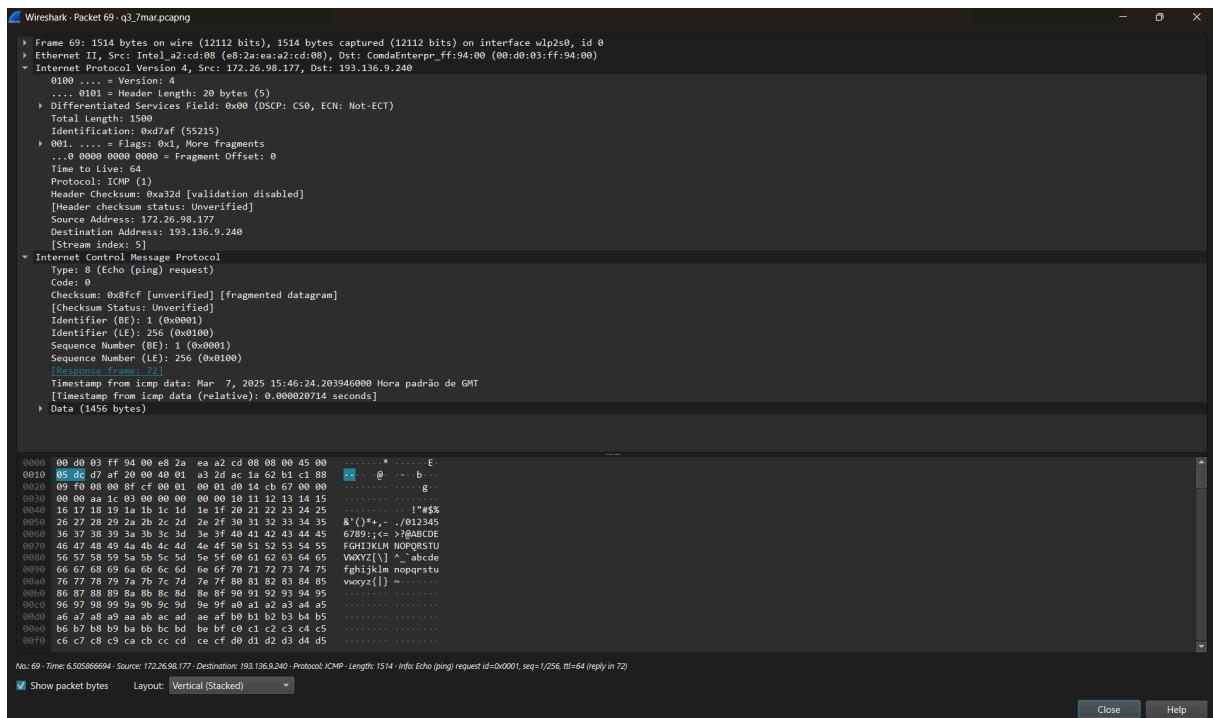 Wireshark · Packet 69 · q3_7mar.pcapng
Frame 69: 1514 bytes on wire (12112 bits), 1514 bytes captured (12112 bits) on interface wlp2s0, id 0
Ethernet II, Src: Intel_a2:cd:08 (e8:2a:ea:a2:cd:08), Dst: ComdaEnterpr_ff:94:00 (00:d0:03:ff:94:00)
Internet Protocol Version 4, Src: 172.26.98.177, Dst: 193.136.9.240
0100 .... = Version: 4
.... 0101 = Header Length: 20 bytes (5)
Differentiated Services Field: 0x00 (DSCP: CS0, ECN: Not-ECT)
Total Length: 1500
Identification: 0xd7af (55215)
001. .... = Flags: 0x1, More fragments
...0 0000 0000 0000 = Fragment Offset: 0
Time to Live: 64
Protocol: ICMP (1)
Header Checksum: 0xa32d [validation disabled]
[Header checksum status: Unverified]
Source Address: 172.26.98.177
Destination Address: 193.136.9.240
[Stream index: 5]
Internet Control Message Protocol
Type: 8 (Echo (ping) request)
Code: 0
Checksum: 0x8fcf [unverified] [fragmented datagram]
[Checksum Status: Unverified]
Identifier (BE): 1 (0x0001)
Identifier (LE): 256 (0x0100)
Sequence Number (BE): 1 (0x0001)
Sequence Number (LE): 256 (0x0100)
[Response frame: 72]
Timestamp from icmp data: Mar  7, 2025 15:46:24.203946000 Hora padrão de GMT
[Timestamp from icmp data (relative): 0.000020714 seconds]
Data (1456 bytes)
0000 00 d0 03 ff 94 00 e8 2a ea a2 cd 08 08 00 45 00 ·······* ······E·
0010 05 dc d7 af 20 00 40 01 a3 2d ac 1a 62 b1 c1 88 ···· ·@· ·-··b···
0020 09 f0 08 00 8f cf 00 01 00 01 d0 14 cb 67 00 00 ········ ·····g··
0030 00 00 aa 1c 03 00 00 00 00 00 10 11 12 13 14 15 ········ ········
0040 16 17 18 19 1a 1b 1c 1d 1e 1f 20 21 22 23 24 25 ········ ·· !"#$%
0050 26 27 28 29 2a 2b 2c 2d 2e 2f 30 31 32 33 34 35 &'()*+,- ./012345
0060 36 37 38 39 3a 3b 3c 3d 3e 3f 40 41 42 43 44 45 6789:;<= >?@ABCDE
0070 46 47 48 49 4a 4b 4c 4d 4e 4f 50 51 52 53 54 55 FGHIJKLM NOPQRSTU
0080 56 57 58 59 5a 5b 5c 5d 5e 5f 60 61 62 63 64 65 VWXYZ[\] ^_`abcde
0090 66 67 68 69 6a 6b 6c 6d 6e 6f 70 71 72 73 74 75 fghijklm nopqrstu
00a0 76 77 78 79 7a 7b 7c 7d 7e 7f 80 81 82 83 84 85 vwxyz{|} ~·······
00b0 86 87 88 89 8a 8b 8c 8d 8e 8f 90 91 92 93 94 95 ········ ········
00c0 96 97 98 99 9a 9b 9c 9d 9e 9f a0 a1 a2 a3 a4 a5 ········ ········
00d0 a6 a7 a8 a9 aa ab ac ad ae af b0 b1 b2 b3 b4 b5 ········ ········
00e0 b6 b7 b8 b9 ba bb bc bd be bf c0 c1 c2 c3 c4 c5 ········ ········
00f0 c6 c7 c8 c9 ca cb cc cd ce cf d0 d1 d2 d3 d4 d5 ········ ········
No.: 69 · Time: 6.505866694 · Source: 172.26.98.177 · Destination: 193.136.9.240 · Protocol: ICMP · Length: 1514 · Info: Echo (ping) request id=0x0001, seq=1/256, ttl=64 (reply in 72)
Show packet bytes Layout: Vertical (Stacked)
Close Help